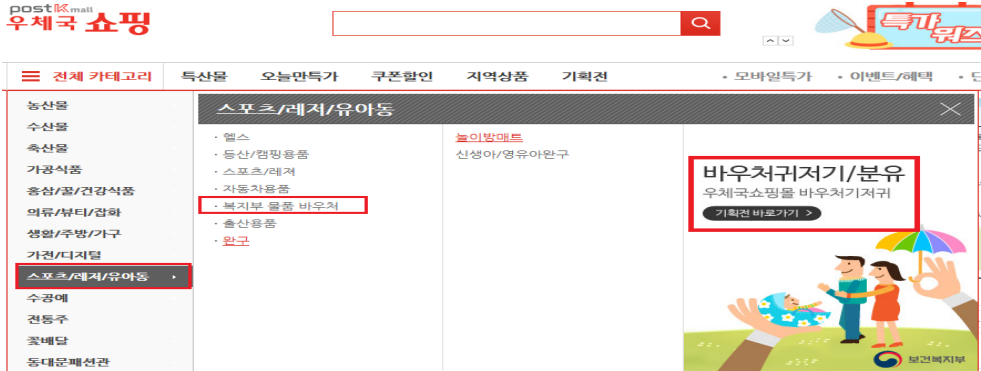 postKmall
우체국 쇼핑
특가
전체 카테고리 특산물 오늘만특가 쿠폰할인 지역상품 기획전 • 모바일특가 • 이벤트/혜택
농산물
수산물
축산물
가공식품
홍삼/꿀/건강식품
의류/뷰티/잡화
생활/주방/가구
가전/디지털
스포츠/레저/유아동
수공예
전통주
꽃배달
동대문패션관
스포츠/레저/유아동
· 헬스
· 등산/캠핑용품
· 스포츠/레져
· 자동차용품
· 복지부 물품 바우처
· 출산용품
· 완구
놀이방매트
신생아/영유아완구
바우처귀저기/분유
우체국쇼핑몰 바우처기저귀
기획전 바로가기 >
보건복지부